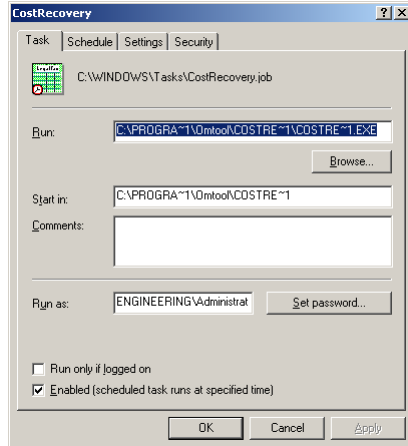 CostRecovery
Task Schedule Settings Security
C:\WINDOWS\Tasks\CostRecovery.job
Run: C:\PROGRA~1\Omtool\COSTRE~1\COSTRE~1.EXE
Browse...
Start in: C:\PROGRA~1\Omtool\COSTRE~1
Comments:
Run as: ENGINEERING\Administrat Set password...
Run only if logged on
Enabled (scheduled task runs at specified time)
OK Cancel Apply